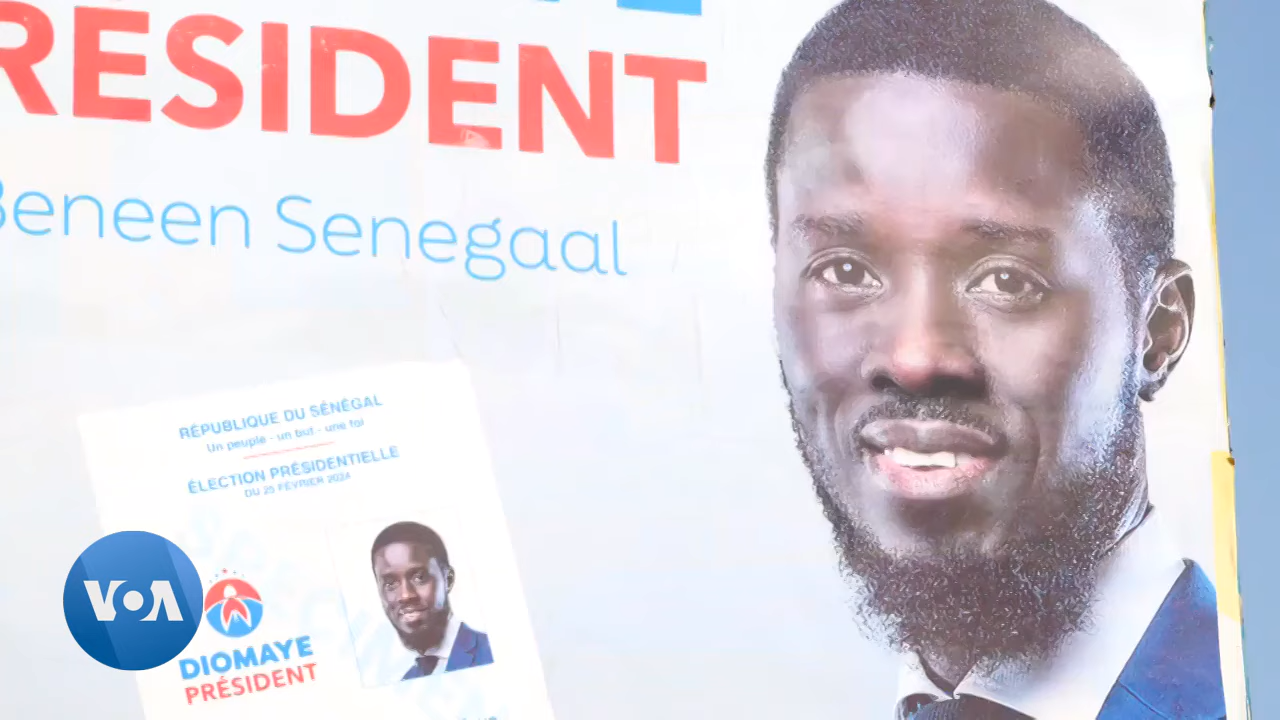 RÉSIDENT
Beneen Senegaal
RÉPUBLIQUE DU SÉNÉGAL
Un peuple - un but - une foi
ÉLECTION PRÉSIDENTIELLE
DU 25 FÉVRIER 2024
DIOMAYE
PRÉSIDENT
VOA